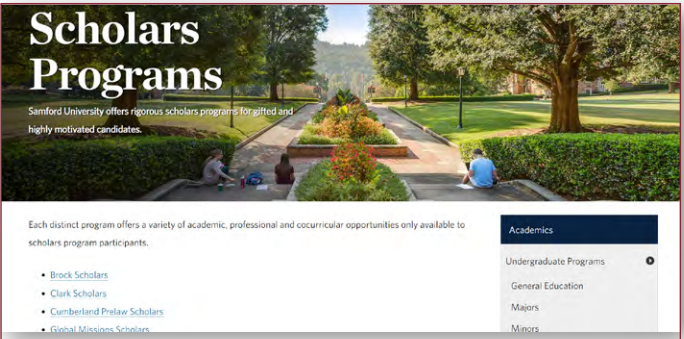 Scholars
Programs
Samford University offers rigorous scholars programs for gifted and
highly motivated candidates.
Each distinct program offers a variety of academic, professional and cocurricular opportunities only available to
scholars program participants.
• Brock Scholars
• Clark Scholars
• Cumberland Prelaw Scholars
• Global Missions Scholars
Academics
Undergraduate Programs
General Education
Majors
Minors